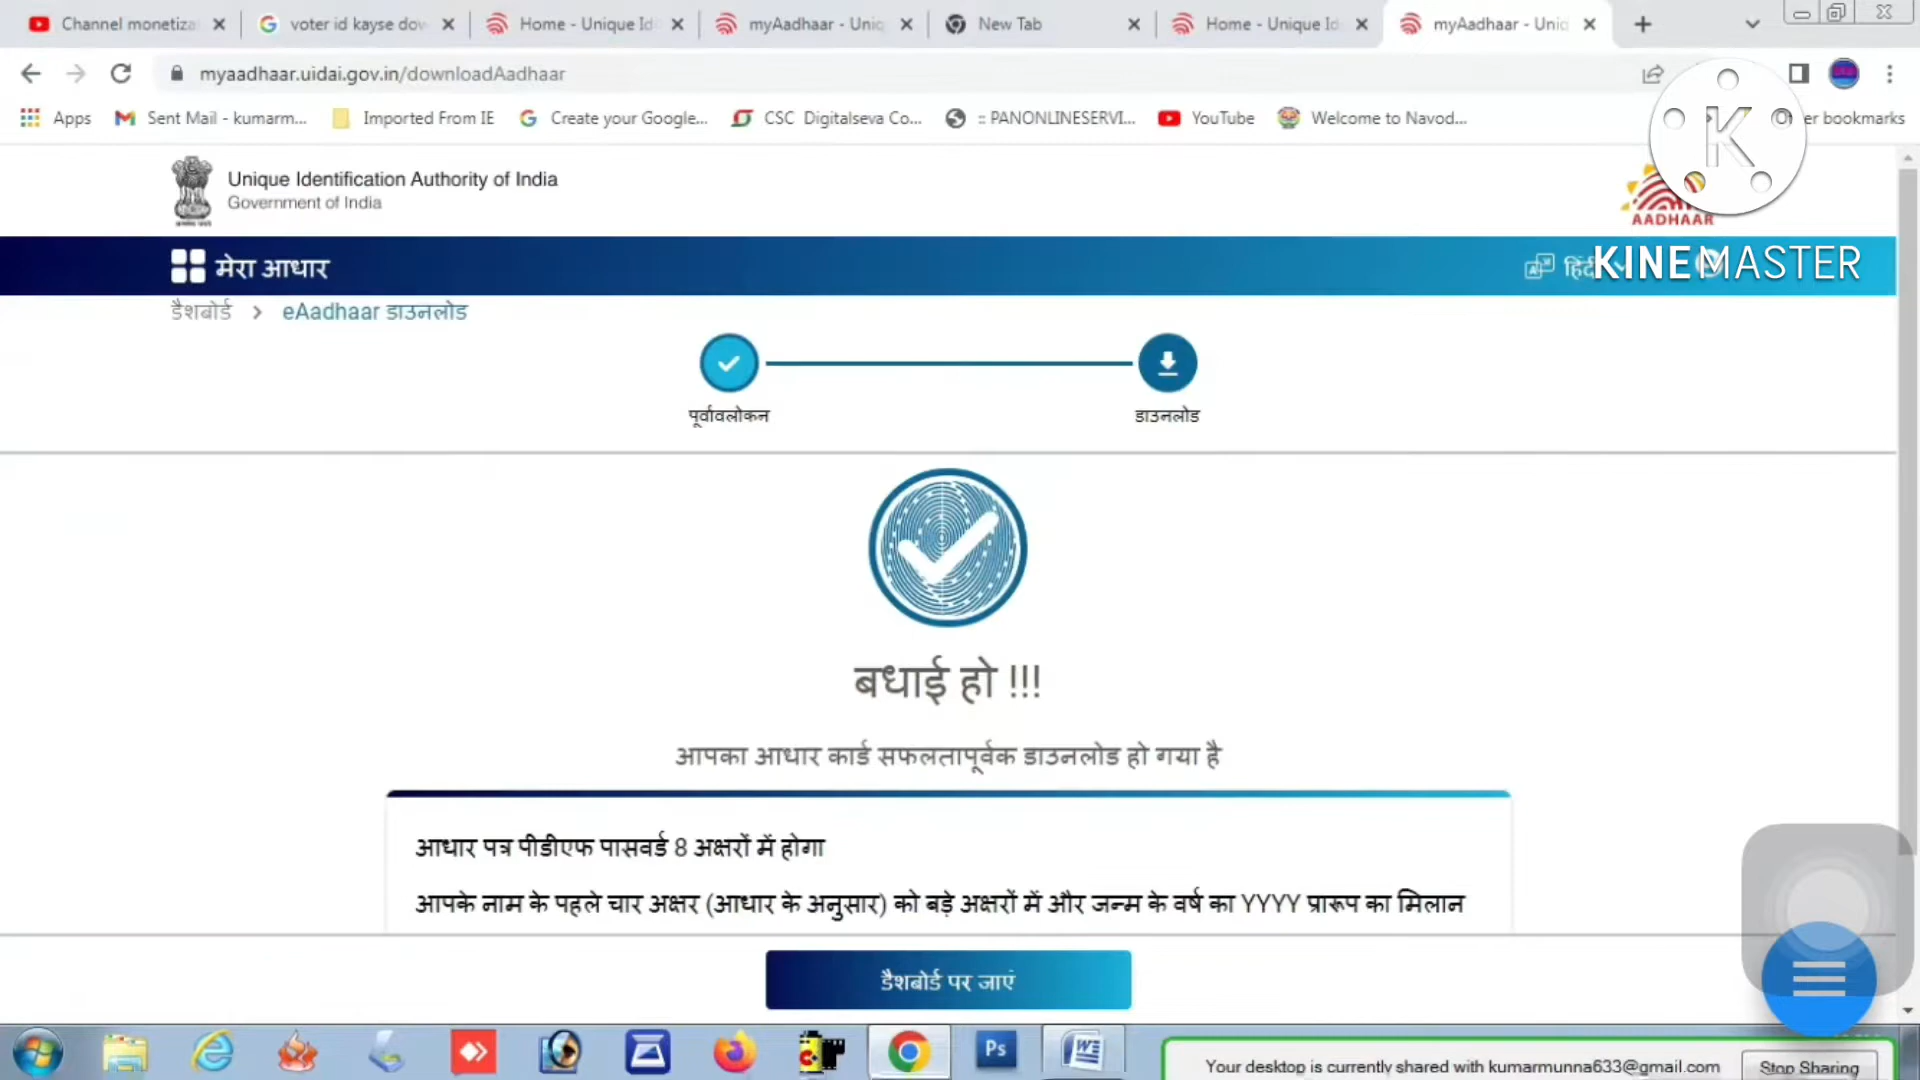 Channel monetiza
voter id kayse dov
Home - Unique Id
myAadhaar - Uniq
New Tab
Home - Unique Id
myAadhaar - Uniq
myaadhaar.uidai.gov.in/downloadAadhaar
Apps
Sent Mail - kumarm...
Imported From IE
Create your Google...
CSC Digitalseva Co...
:: PANONLINESERVI...
YouTube
Welcome to Navod...
er bookmarks
K
Unique Identification Authority of India
Government of India
AADHAAR
मेरा आधार
KINEMASTER
डैशबोर्ड > eAadhaar डाउनलोड
पूर्वावलोकन
डाउनलोड
बधाई हो !!!
आपका आधार कार्ड सफलतापूर्वक डाउनलोड हो गया है
आधार पत्र पीडीएफ पासवर्ड 8 अक्षरों में होगा
आपके नाम के पहले चार अक्षर (आधार के अनुसार) को बड़े अक्षरों में और जन्म के वर्ष का YYYY प्रारूप का मिलान
डैशबोर्ड पर जाएं
Ps
Your desktop is currently shared with kumarmunna633@gmail.com
Stop Sharing